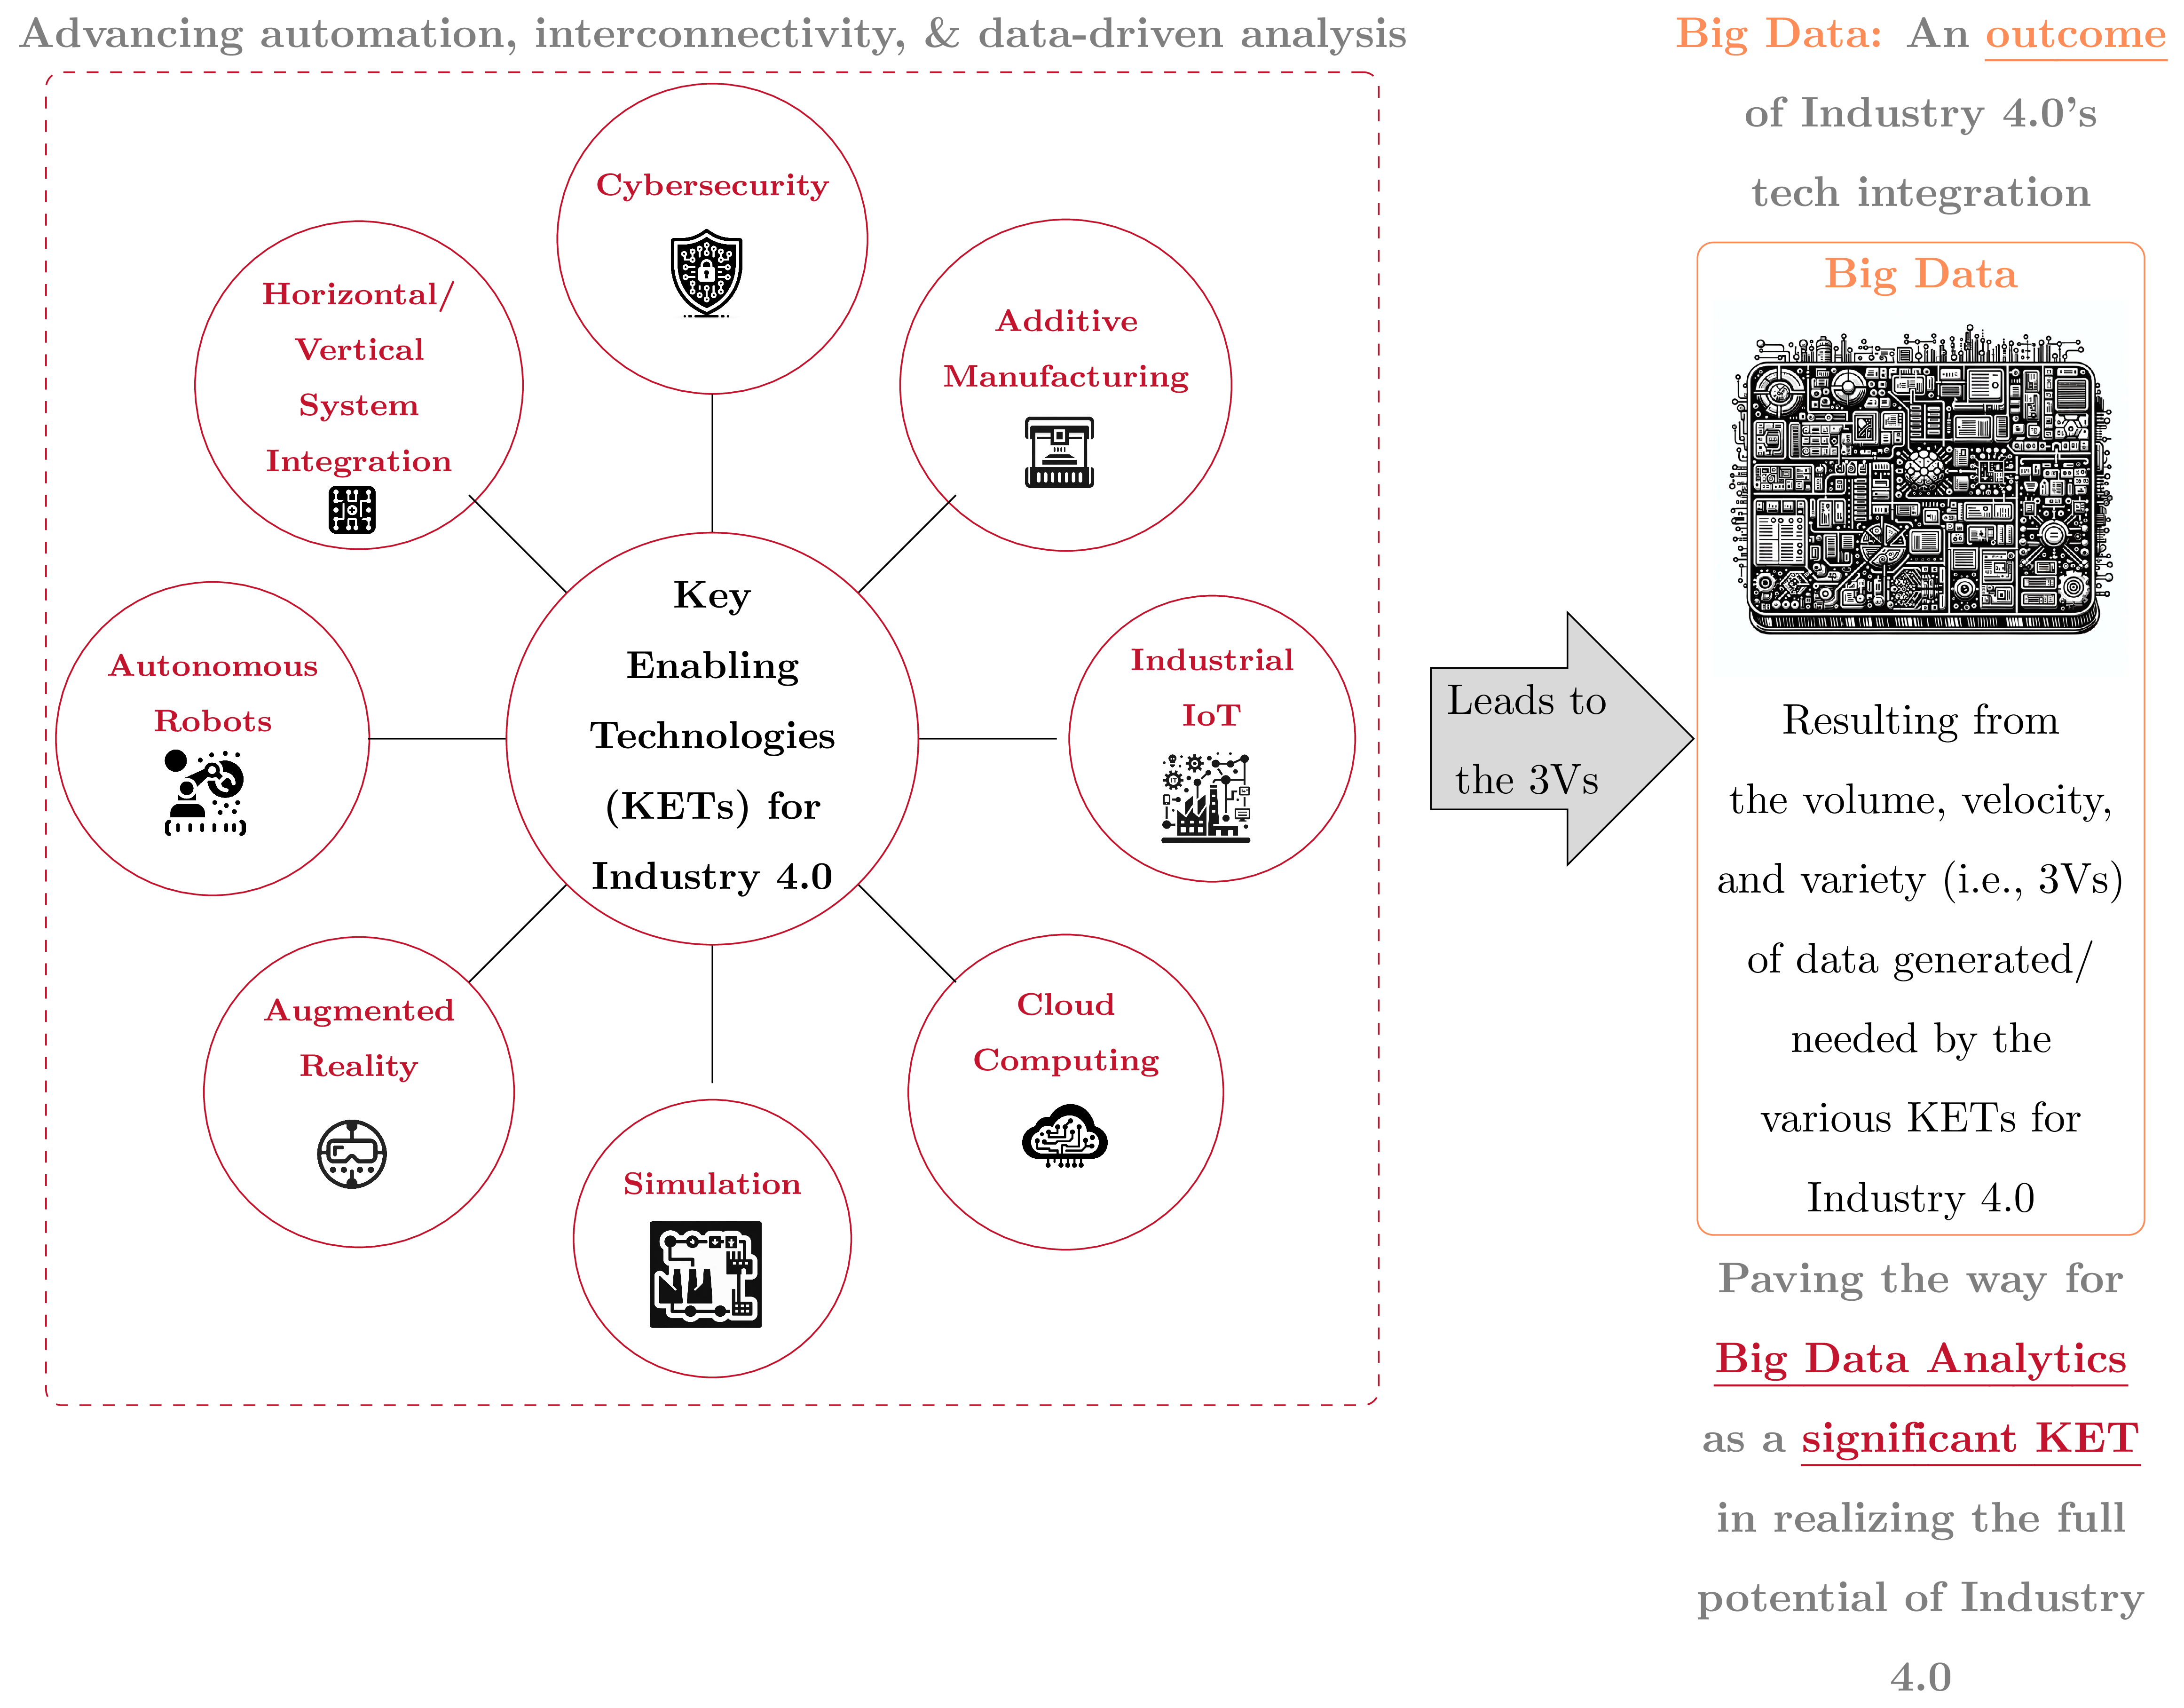 Advancing automation, interconnectivity, & data-driven analysis
Cybersecurity
Additive
Manufacturing
Industrial
IoT
Cloud
Computing
Simulation
Augmented
Reality
Autonomous
Robots
Horizontal/
Vertical
System
Integration
Key
Enabling
Technologies
(KETs) for
Industry 4.0
Leads to
the 3Vs
Big Data: An outcome
of Industry 4.0's
tech integration
Big Data
Resulting from
the volume, velocity,
and variety (i.e., 3Vs)
of data generated/
needed by the
various KETs for
Industry 4.0
Paving the way for
Big Data Analytics
as a significant KET
in realizing the full
potential of Industry
4.0